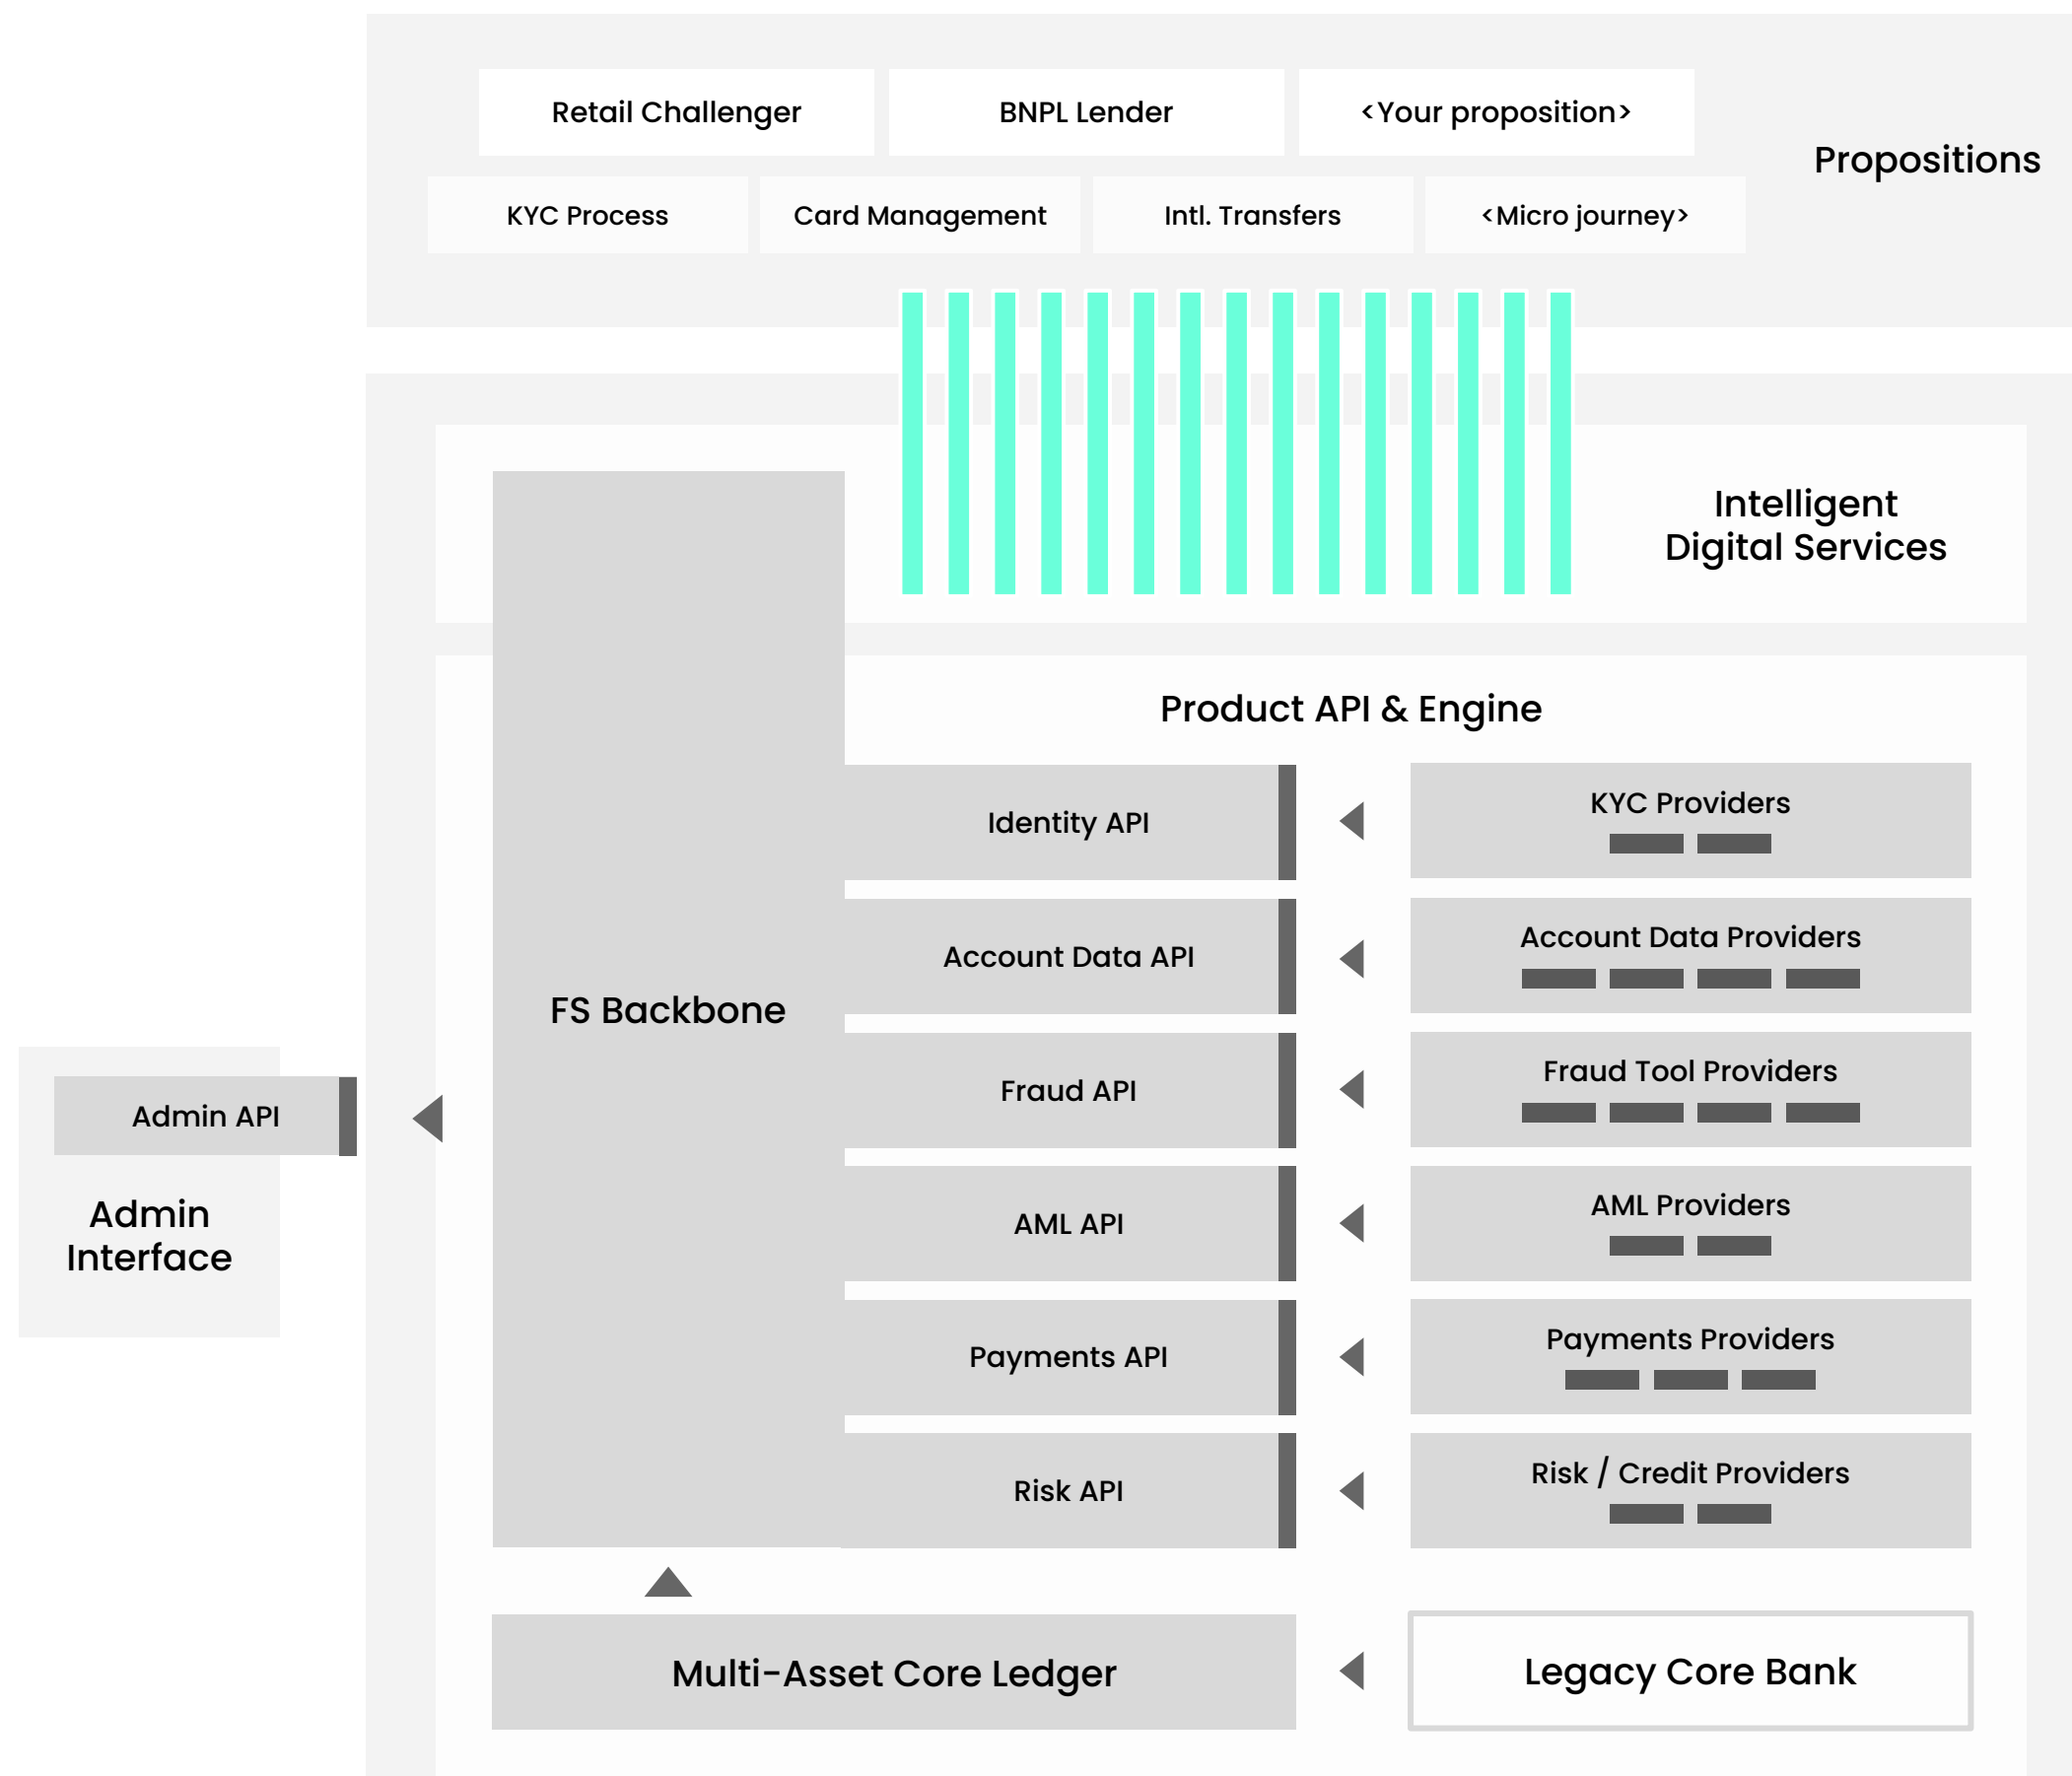 Retail Challenger
BNPL Lender
<Your proposition>
Propositions
KYC Process
Card Management
Intl. Transfers
<Micro journey>
Intelligent
Digital Services
Product API & Engine
Identity API
KYC Providers
Account Data API
Account Data Providers
FS Backbone
Fraud API
Fraud Tool Providers
Admin API
Admin
Interface
AML API
AML Providers
Payments API
Payments Providers
Risk API
Risk / Credit Providers
Multi-Asset Core Ledger
Legacy Core Bank